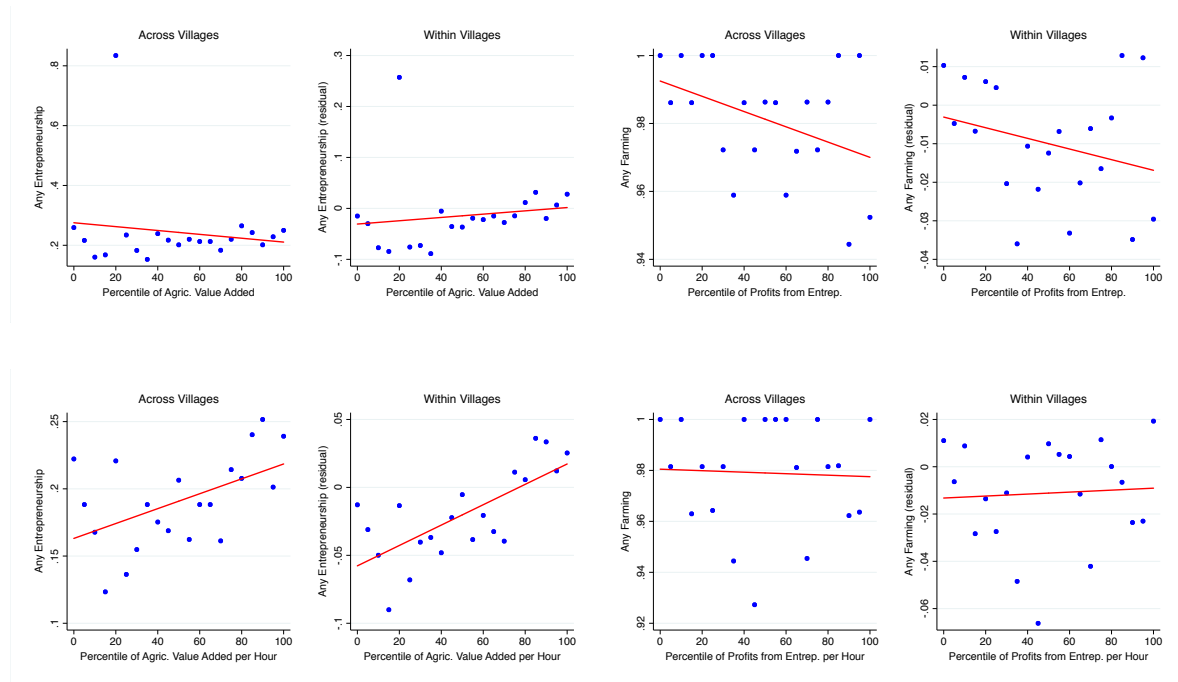 Across Villages
Any Entrepreneurship
.8
.6
.4
.2
0 20 40 60 80 100
Percentile of Agric. Value Added
Within Villages
Any Entrepreneurship (residual)
.3
.2
.1
0
-.1
0 20 40 60 80 100
Percentile of Agric. Value Added
Across Villages
Any Farming
1
.98
.96
.94
0 20 40 60 80 100
Percentile of Profits from Entrep.
Within Villages
Any Farming (residual)
.01
0
-.01
-.02
-.03
-.04
0 20 40 60 80 100
Percentile of Profits from Entrep.
Across Villages
Any Entrepreneurship
.25
.2
.15
.1
0 20 40 60 80 100
Percentile of Agric. Value Added per Hour
Within Villages
Any Entrepreneurship (residual)
.05
0
-.05
-.1
0 20 40 60 80 100
Percentile of Agric. Value Added per Hour
Across Villages
Any Farming
1
.98
.96
.94
.92
0 20 40 60 80 100
Percentile of Profits from Entrep. per Hour
Within Villages
Any Farming (residual)
.02
0
-.02
-.04
-.06
0 20 40 60 80 100
Percentile of Profits from Entrep. per Hour